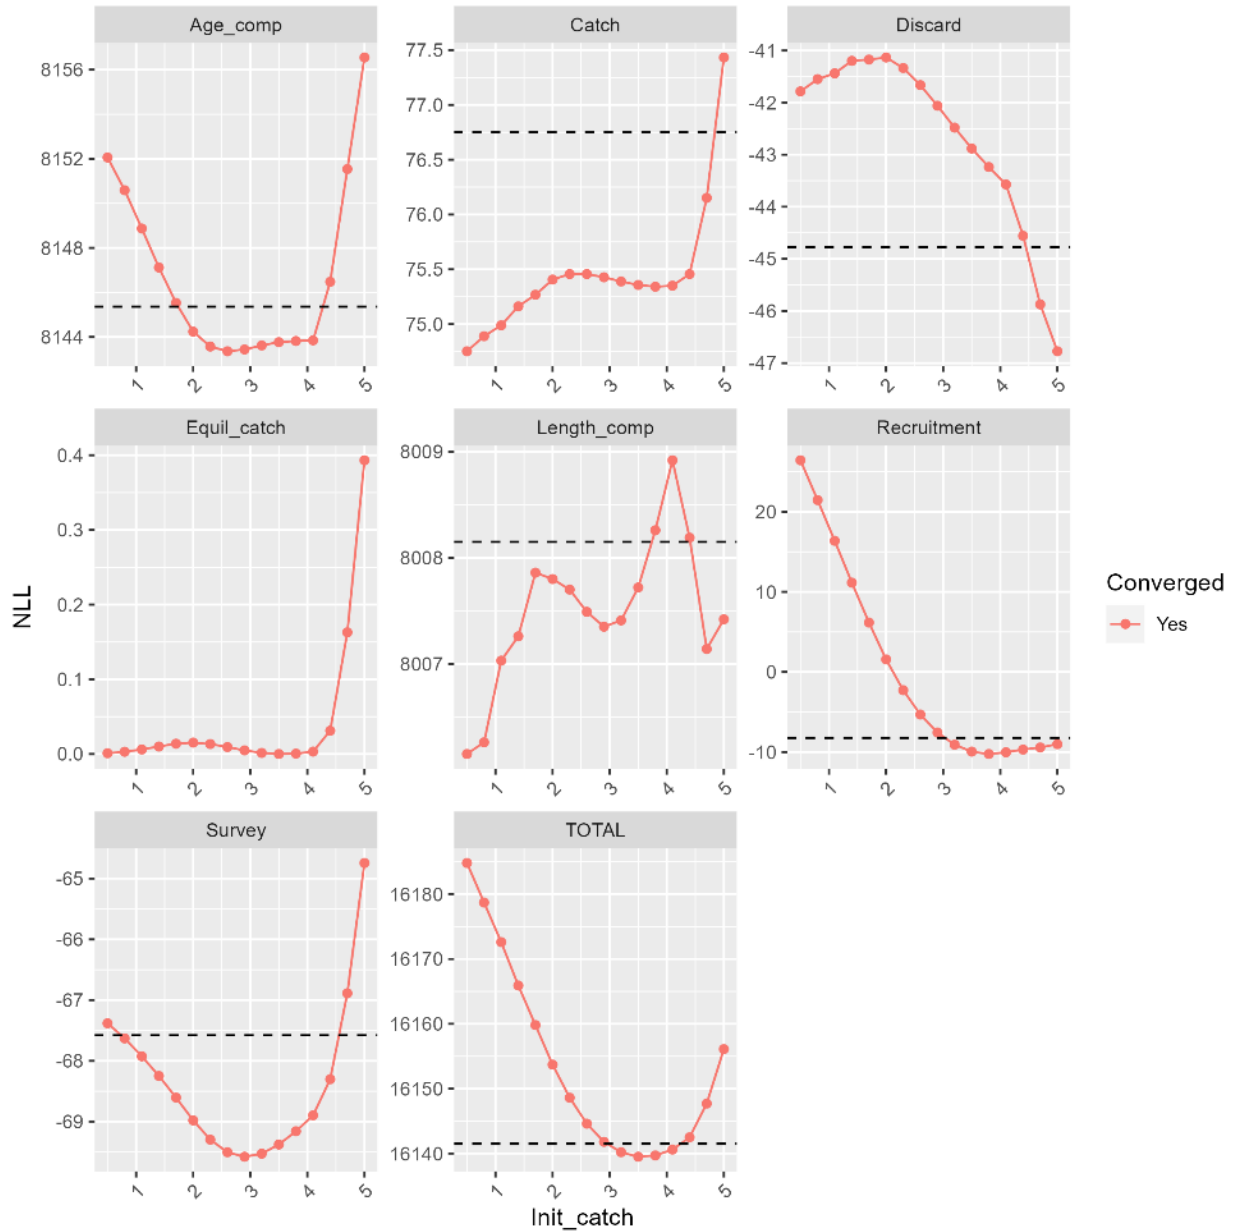 Age_comp
8156
8152
8148
8144
1 2 3 4 5
Catch
77.5
77.0
76.5
76.0
75.5
75.0
1 2 3 4 5
Discard
-41
-42
-43
-44
-45
-46
-47
1 2 3 4 5
Equil_catch
0.4
0.3
0.2
0.1
0.0
1 2 3 4 5
Length_comp
8009
8008
8007
1 2 3 4 5
Recruitment
20
10
0
-10
1 2 3 4 5
Survey
-65
-66
-67
-68
-69
1 2 3 4 5
TOTAL
16180
16170
16160
16150
16140
1 2 3 4 5
NLL
Init_catch
Converged
Yes